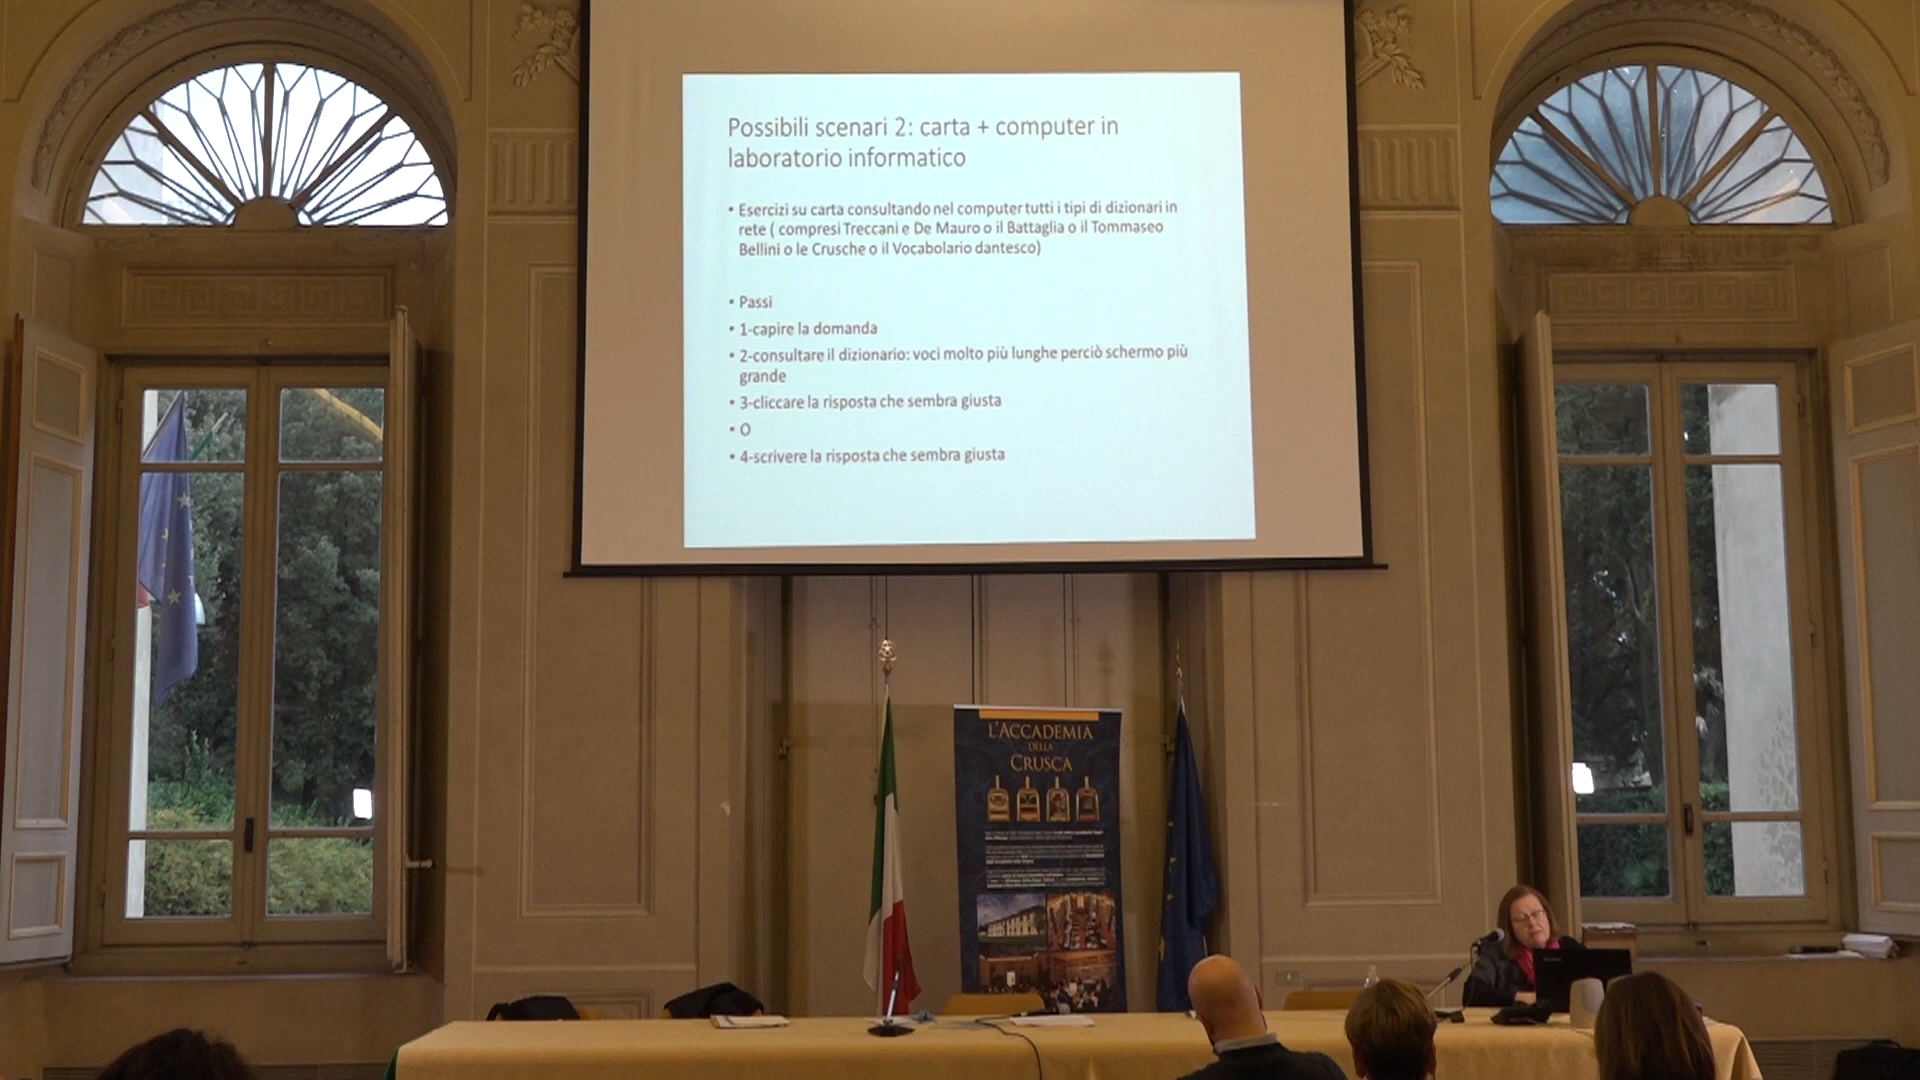 Possibili scenari 2: carta + computer in
laboratorio informatico
• Esercizi su carta consultando nel computer tutti i tipi di dizionari in
rete ( compresi Treccani e De Mauro o il Battaglia o il Tommaseo
Bellini o le Crusche o il Vocabolario dantesco)
• Passi
• 1-capire la domanda
• 2-consultare il dizionario: voci molto più lunghe perciò schermo più
grande
• 3-cliccare la risposta che sembra giusta
• O
• 4-scrivere la risposta che sembra giusta
L'ACCADEMIA
DELLA
CRUSCA